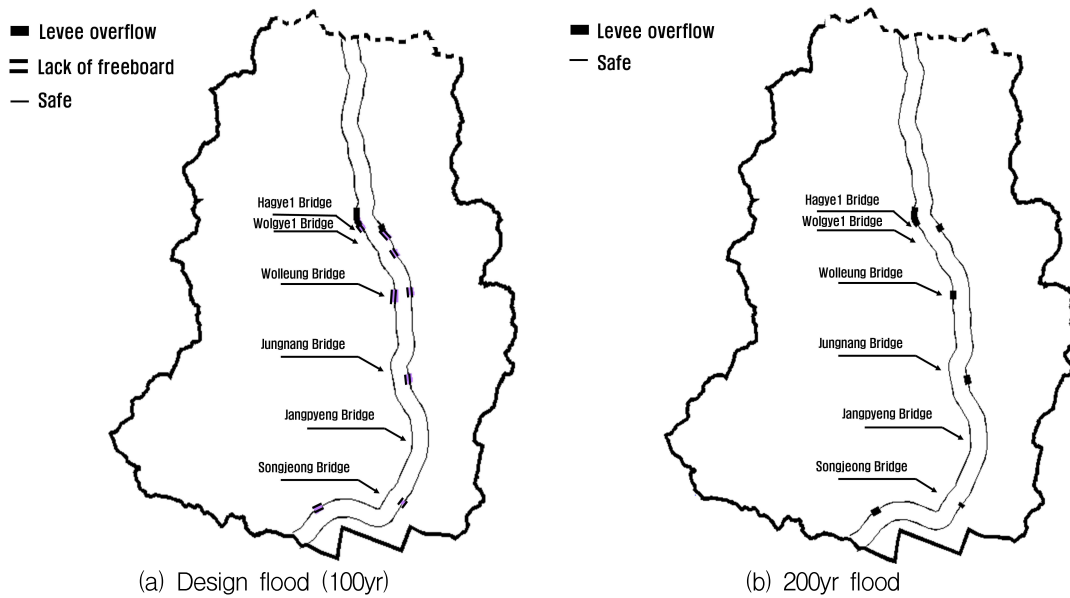 Levee overflow
Lack of freeboard
Safe
Hagye1 Bridge
Wolgye1 Bridge
Wolleung Bridge
Jungnang Bridge
Jangpyeng Bridge
Songjeong Bridge
(a) Design flood (100yr)
Levee overflow
Safe
Hagye1 Bridge
Wolgye1 Bridge
Wolleung Bridge
Jungnang Bridge
Jangpyeng Bridge
Songjeong Bridge
(b) 200yr flood